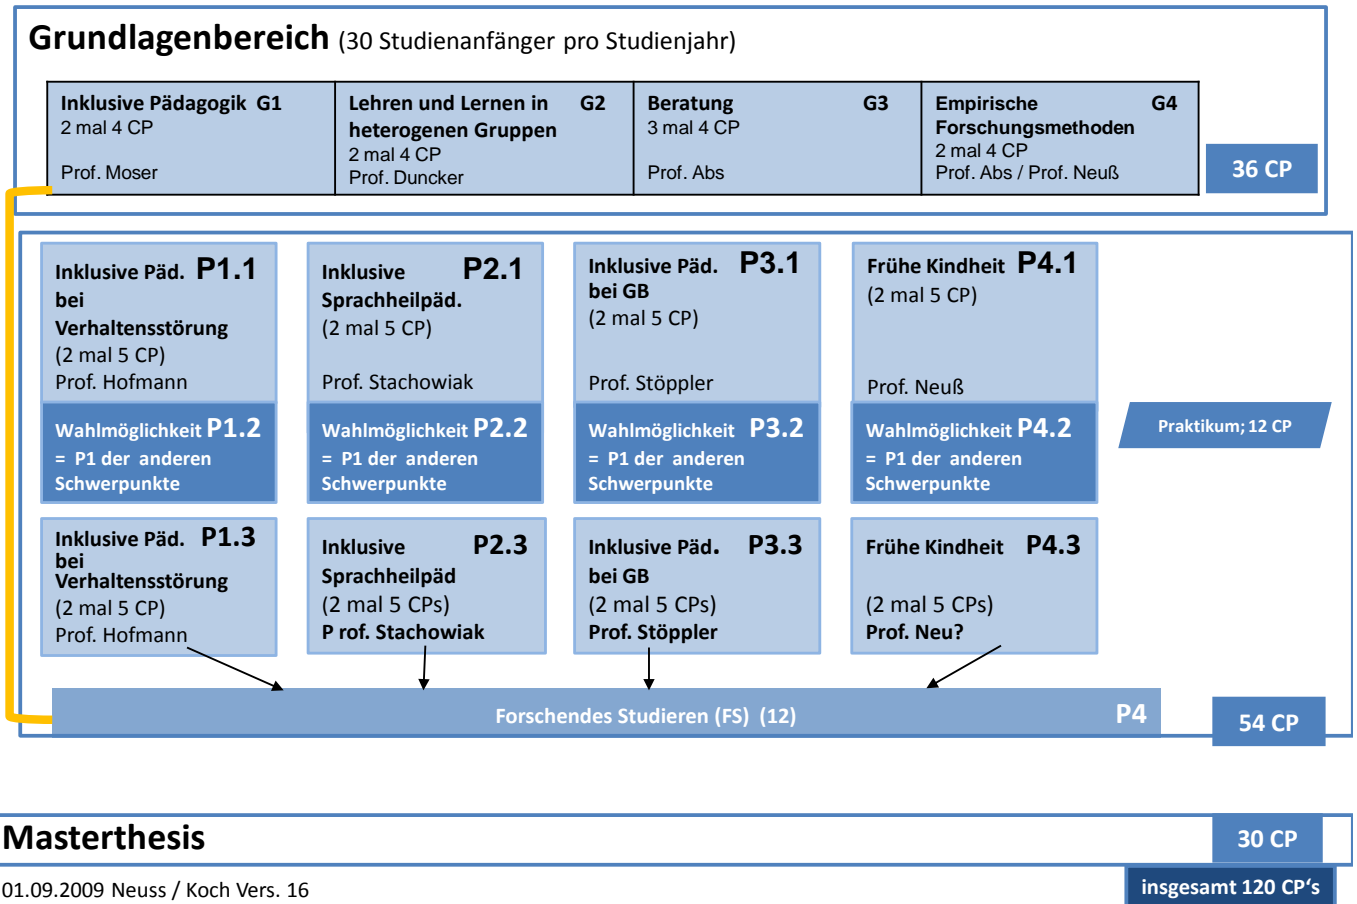 Grundlagenbereich (30 Studienanfänger pro Studienjahr)
Inklusive Pädagogik G1
2 mal 4 CP
Prof. Moser
Lehren und Lernen in G2
heterogenen Gruppen
2 mal 4 CP
Prof. Duncker
Beratung G3
3 mal 4 CP
Prof. Abs
Empirische G4
Forschungsmethoden
2 mal 4 CP
Prof. Abs / Prof. Neuß
36 CP
Inklusive Päd. P1.1
bei
Verhaltensstörung
(2 mal 5 CP)
Prof. Hofmann
Inklusive P2.1
Sprachheilpäd.
(2 mal 5 CP)
Prof. Stachowiak
Inklusive Päd. P3.1
bei GB
(2 mal 5 CP)
Prof. Stöppler
Frühe Kindheit P4.1
(2 mal 5 CP)
Prof. Neuß
Wahlmöglichkeit P1.2
= P1 der anderen
Schwerpunkte
Wahlmöglichkeit P2.2
= P1 der anderen
Schwerpunkte
Wahlmöglichkeit P3.2
= P1 der anderen
Schwerpunkte
Wahlmöglichkeit P4.2
= P1 der anderen
Schwerpunkte
Praktikum; 12 CP
Inklusive Päd. P1.3
bei
Verhaltensstörung
(2 mal 5 CP)
Prof. Hofmann
Inklusive P2.3
Sprachheilpäd
(2 mal 5 CPs)
P rof. Stachowiak
Inklusive Päd. P3.3
bei GB
(2 mal 5 CPs)
Prof. Stöppler
Frühe Kindheit P4.3
(2 mal 5 CPs)
Prof. Neu?
Forschendes Studieren (FS) (12) P4
54 CP
Masterthesis
30 CP
01.09.2009 Neuss / Koch Vers. 16
insgesamt 120 CP‘s